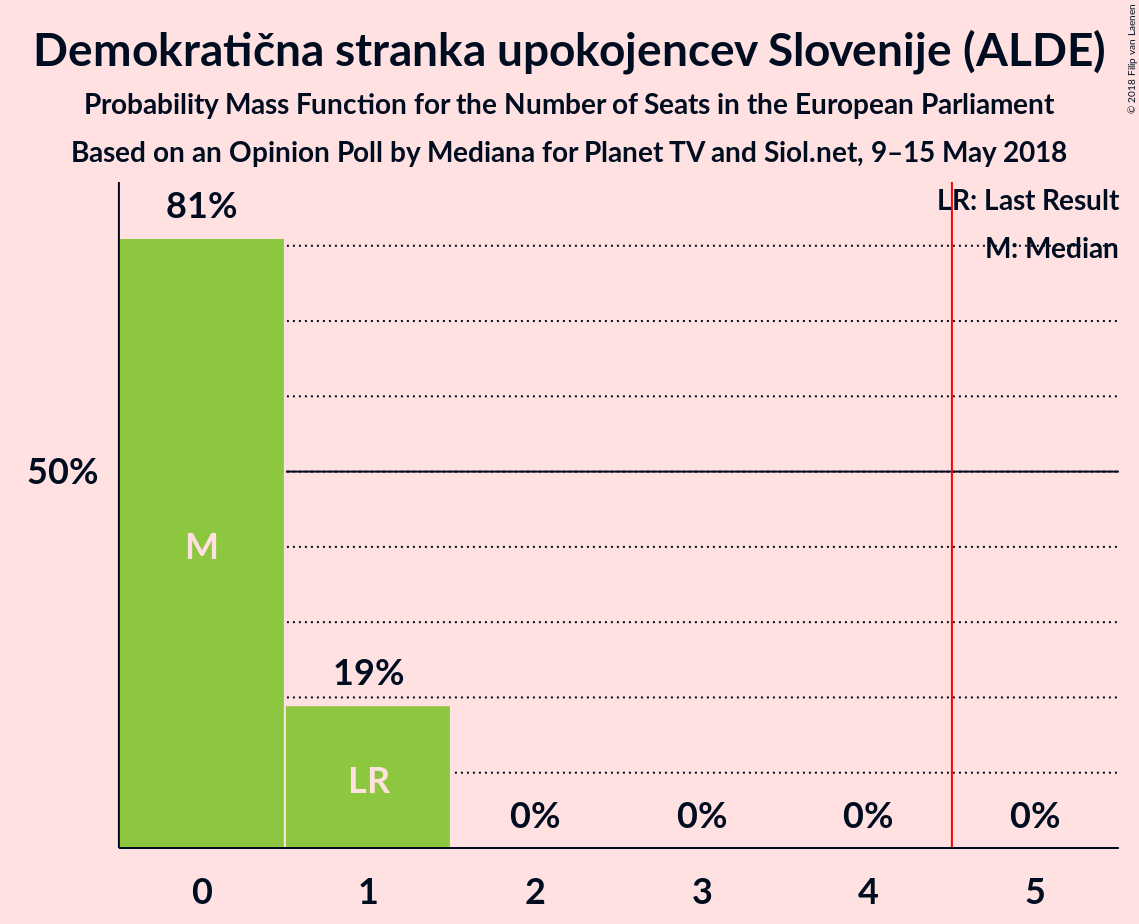 Demokratična stranka upokojencev Slovenije (ALDE)
Probability Mass Function for the Number of Seats in the European Parliament
Based on an Opinion Poll by Mediana for Planet TV and Siol.net, 9–15 May 2018
© 2018 Filip van Laenen
LR: Last Result
M: Median
81%
50%
M
19%
LR
0% 0% 0% 0%
0 1 2 3 4 5